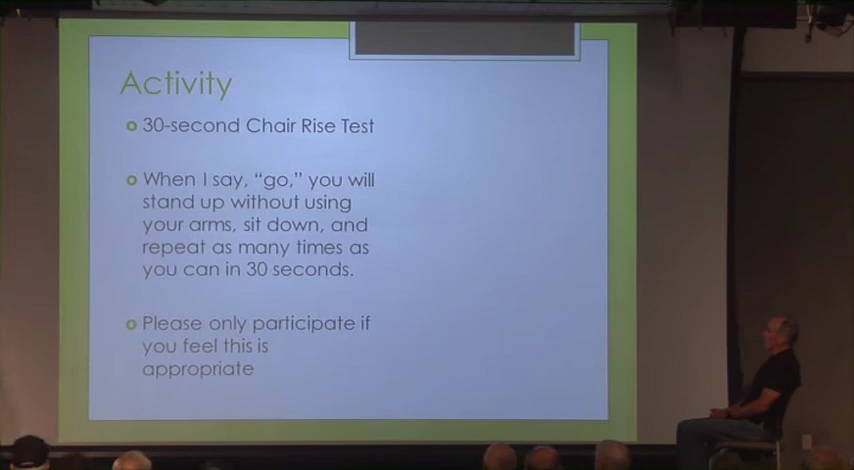 Activity
30-second Chair Rise Test
When I say, “go,” you will
stand up without using
your arms, sit down, and
repeat as many times as
you can in 30 seconds.
Please only participate if
you feel this is
appropriate